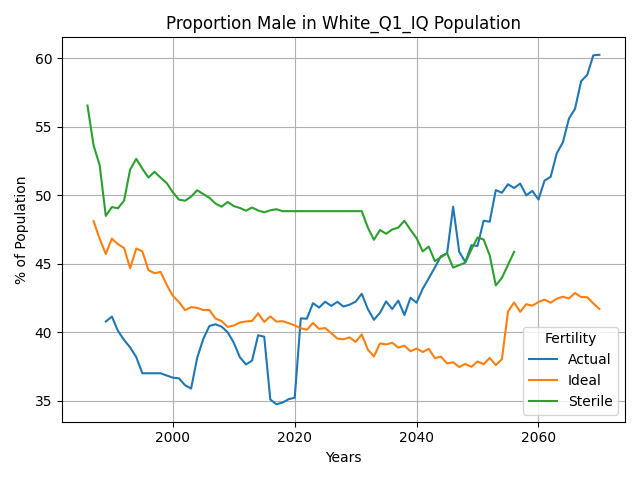 Proportion Male in White_Q1_IQ Population
% of Population
60
55
50
45
40
35
2000
2020
2040
2060
Years
Fertility
Actual
Ideal
Sterile